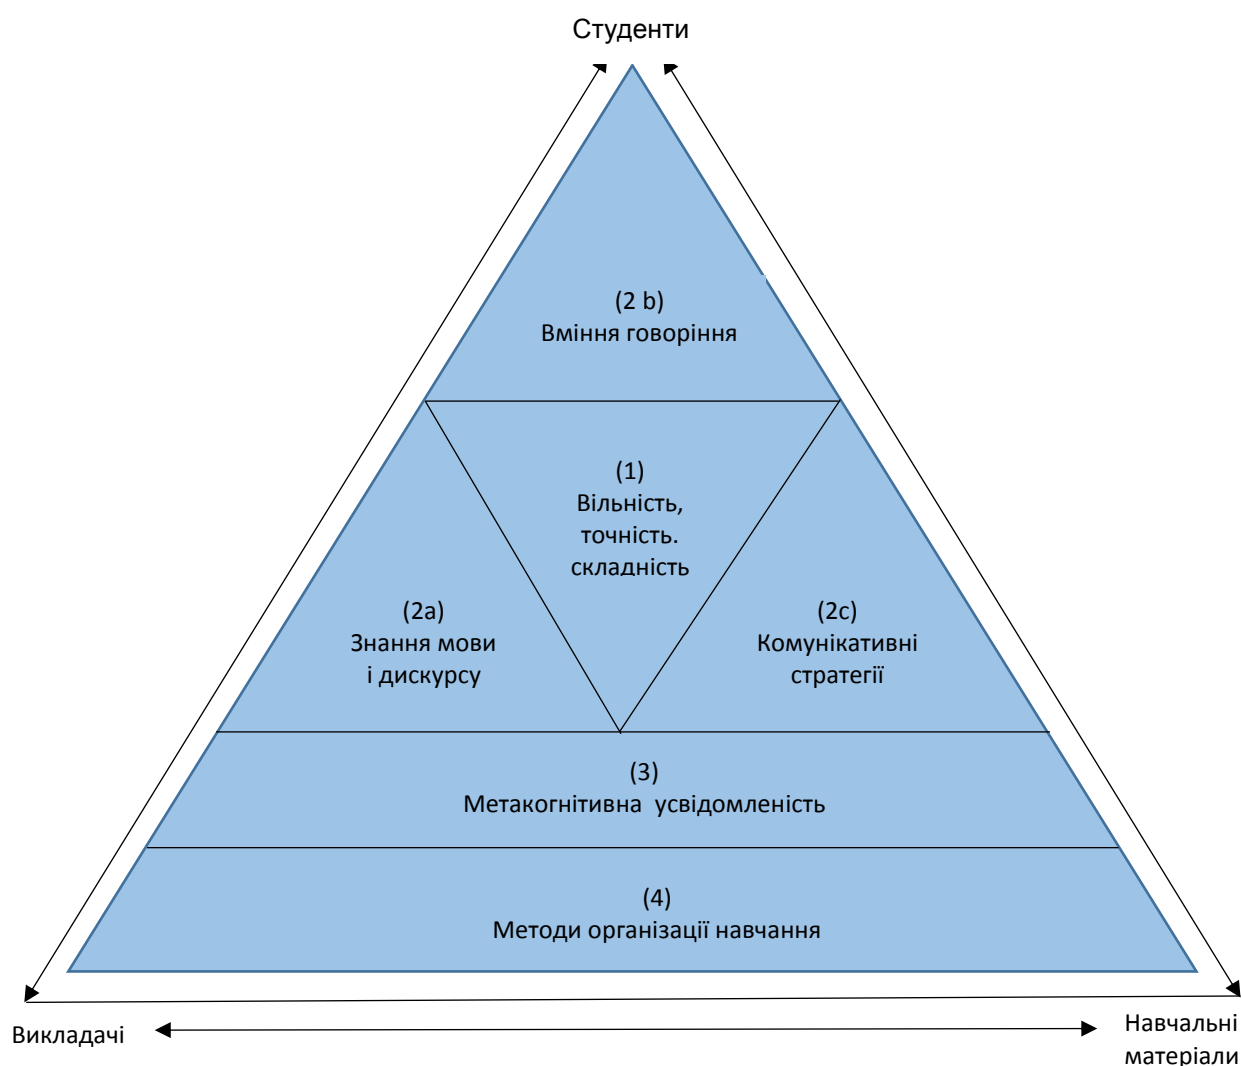 Студенти
(2 b)
Вміння говоріння
(1)
Вільність,
точність.
складність
(2a)
Знання мови
і дискурсу
(2c)
Комунікативні
стратегії
(3)
Метакогнітивна  усвідомленість
(4)
Методи організації навчання
Викладачі
Навчальні
матеріали